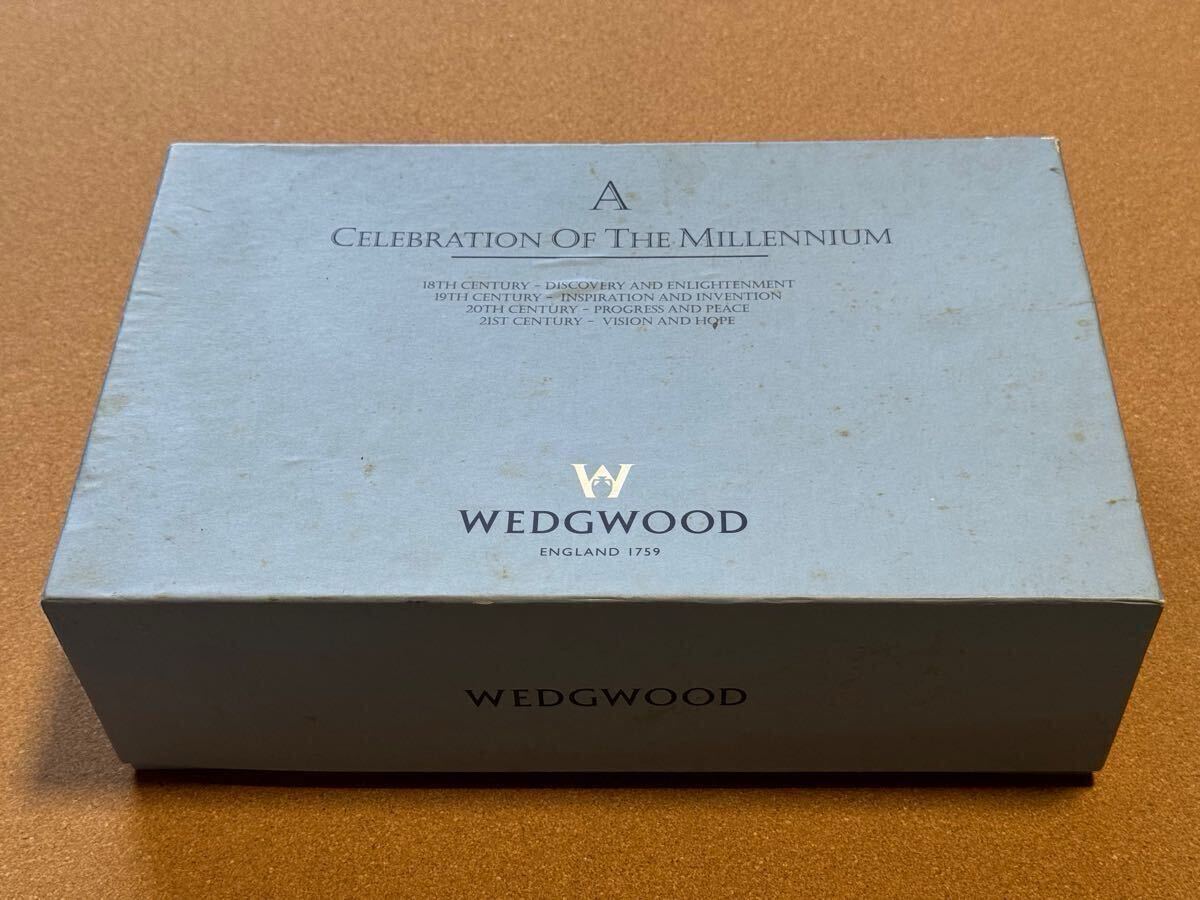 A
CELEBRATION OF THE MILLENNIUM
18TH CENTURY - DISCOVERY AND ENLIGHTENMENT
19TH CENTURY - INSPIRATION AND INVENTION
20TH CENTURY - PROGRESS AND PEACE
21ST CENTURY - VISION AND HOPE
W
WEDGWOOD
ENGLAND 1759
WEDGWOOD